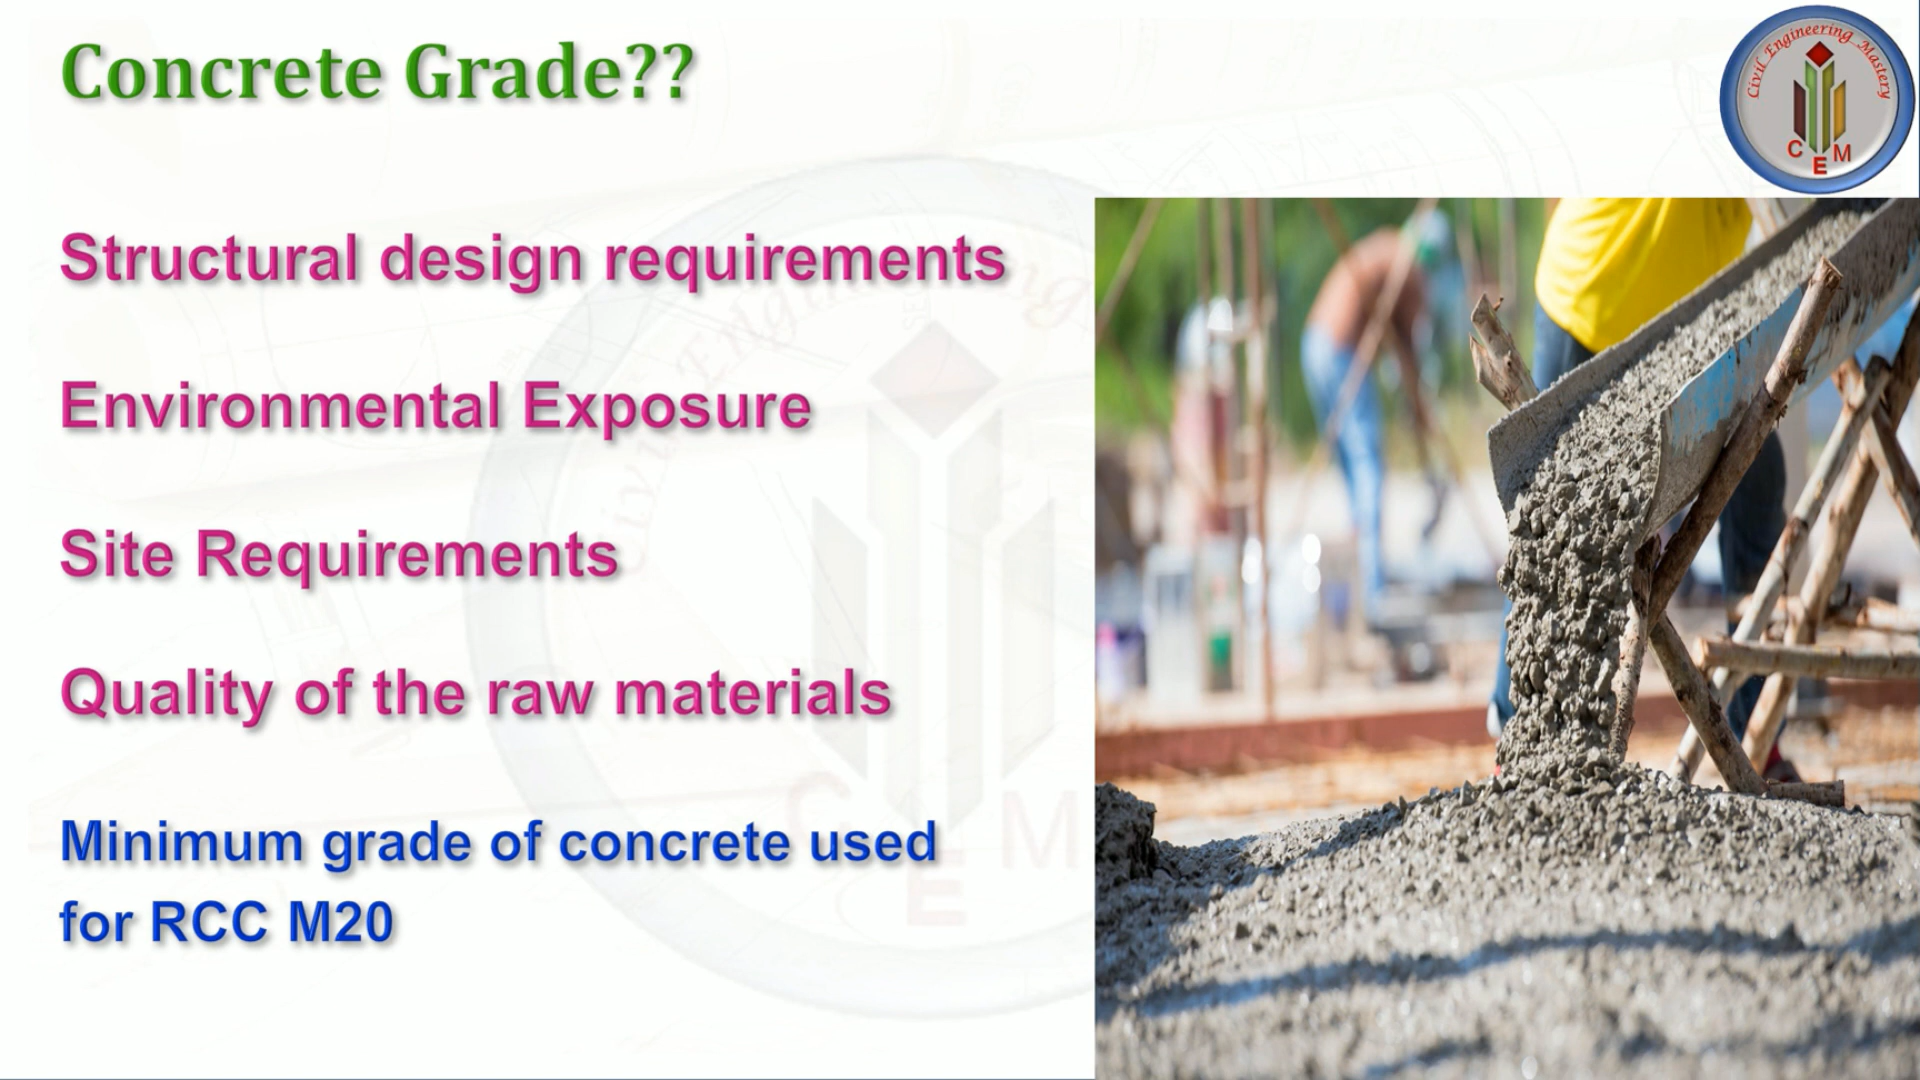 Concrete Grade??
Civil Engineering Mastery
C E M
Structural design requirements
Environmental Exposure
Site Requirements
Quality of the raw materials
Minimum grade of concrete used
for RCC M20